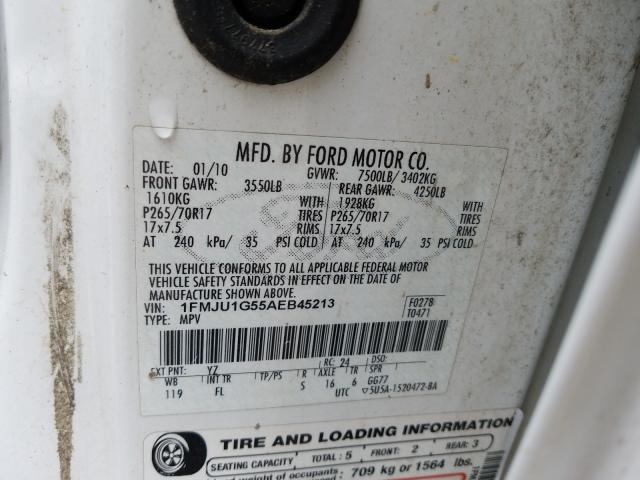 MFD. BY FORD MOTOR CO.
DATE: 01/10 GVWR: 7500LB/ 3402KG
FRONT GAWR: 3550LB REAR GAWR: 4250LB
1610KG WITH 1928KG WITH
P265/70R17 TIRES P265/70R17 TIRES
17x7.5 RIMS 17x7.5 RIMS
AT 240 kPa/ 35 PSI COLD AT 240 kPa/ 35 PSI COLD
THIS VEHICLE CONFORMS TO ALL APPLICABLE FEDERAL MOTOR
VEHICLE SAFETY STANDARDS IN EFFECT ON THE DATE OF
MANUFACTURE SHOWN ABOVE.
VIN: 1FMJU1G55AEB45213 F0278
TYPE: MPV T0471
EXT PNT: YZ RC: 24 DSO:
WB INT TR TP/PS R AXLE TR SPR
119 FL S 16 6 GG77
UTC ▽5U5A-1520472-BA
TIRE AND LOADING INFORMATION
SEATING CAPACITY TOTAL: 5 FRONT: 2 REAR: 3
weight of occupants 709 kg or 1564 lbs.